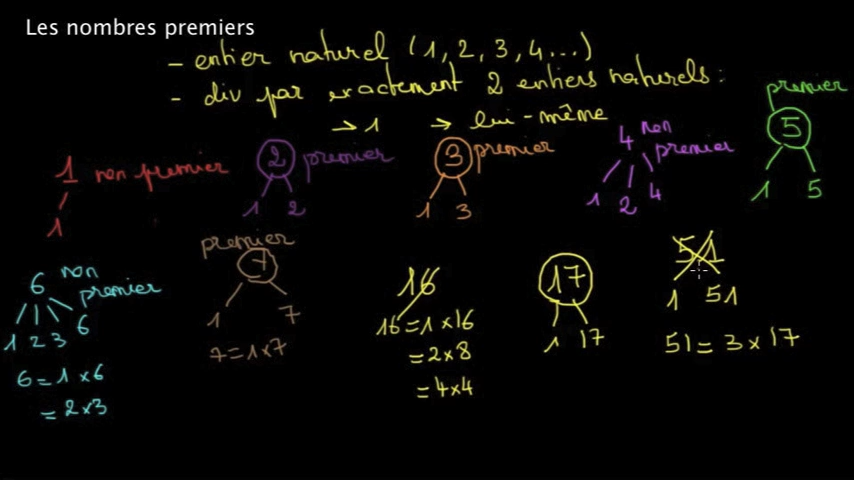 Les nombres premiers
- entier naturel (1, 2, 3, 4...)
- div par exactement 2 entiers naturels:
→ 1 → lui-même
1 non premier
1
2 premier
1 2
3 premier
1 3
4 non premier
1 2 4
premier
5
1 5
6 non premier
1 2 3 6
6 = 1 × 6
= 2 × 3
premier
7
1 7
7 = 1 × 7
16
16 = 1 × 16
= 2 × 8
= 4 × 4
17
1 17
51
1 51
51 = 3 × 17